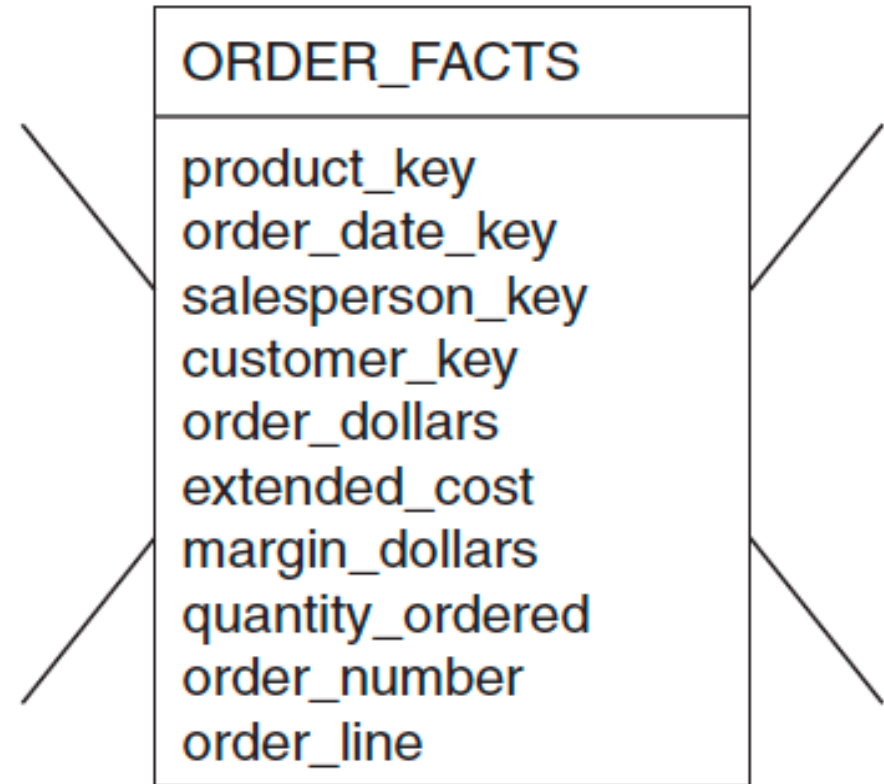 ORDER_FACTS
product_key
order_date_key
salesperson_key
customer_key
order_dollars
extended_cost
margin_dollars
quantity_ordered
order_number
order_line